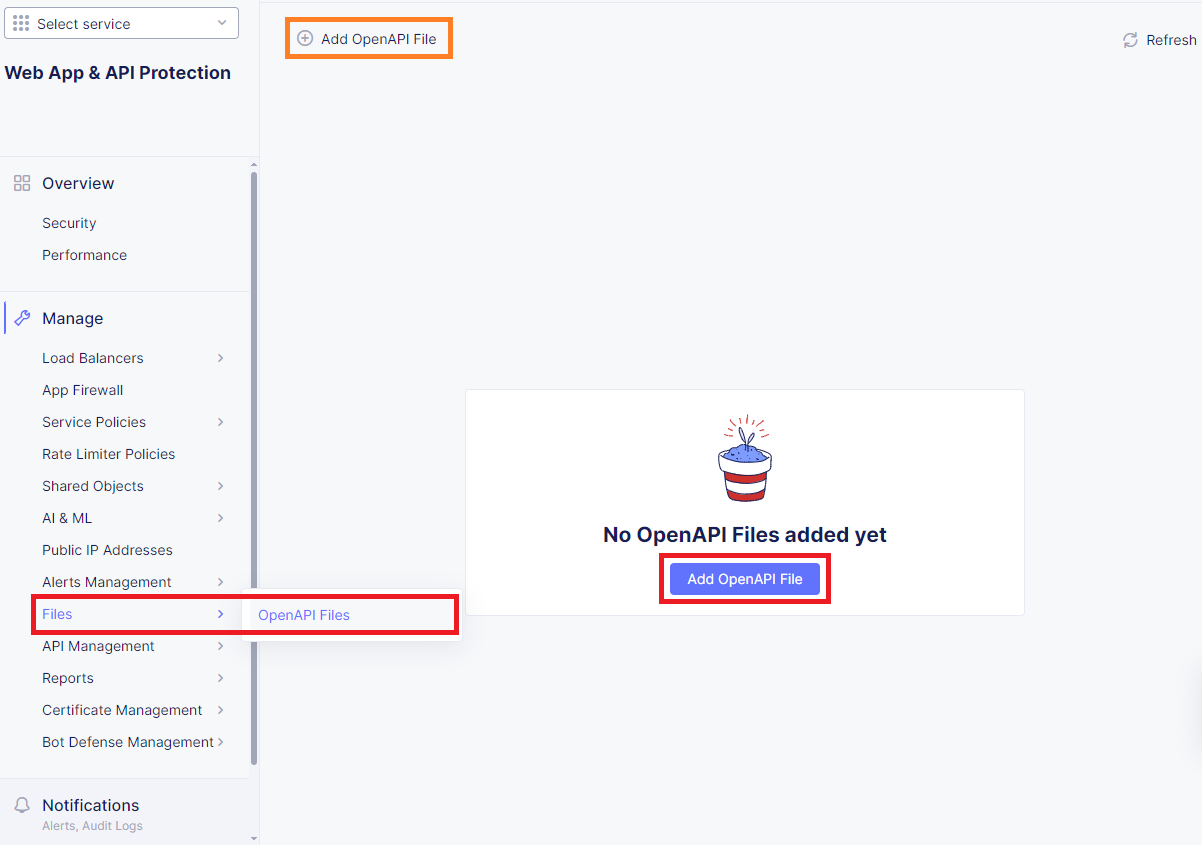 Select service
Web App & API Protection
Overview
Security
Performance
Manage
Load Balancers
App Firewall
Service Policies
Rate Limiter Policies
Shared Objects
AI & ML
Public IP Addresses
Alerts Management
Files
OpenAPI Files
API Management
Reports
Certificate Management
Bot Defense Management
Notifications
Alerts, Audit Logs
Add OpenAPI File
Refresh
No OpenAPI Files added yet
Add OpenAPI File